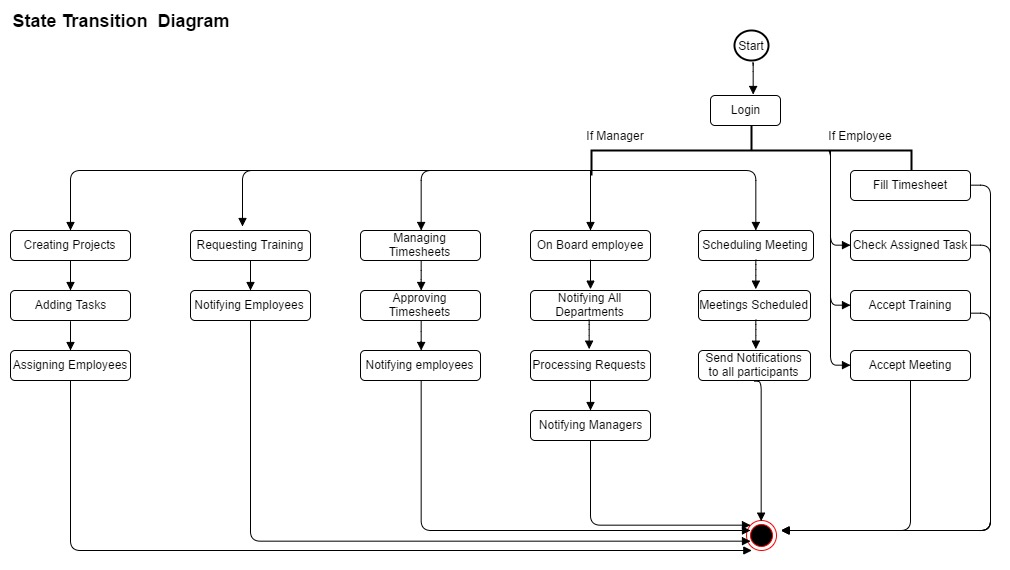 State Transition  Diagram
Start
Login
If Manager
If Employee
Fill Timesheet
Creating Projects
Requesting Training
Managing
Timesheets
On Board employee
Scheduling Meeting
Check Assigned Task
Adding Tasks
Notifying Employees
Approving
Timesheets
Notifying All
Departments
Meetings Scheduled
Accept Training
Assigning Employees
Notifying employees
Processing Requests
Send Notifications
to all participants
Accept Meeting
Notifying Managers